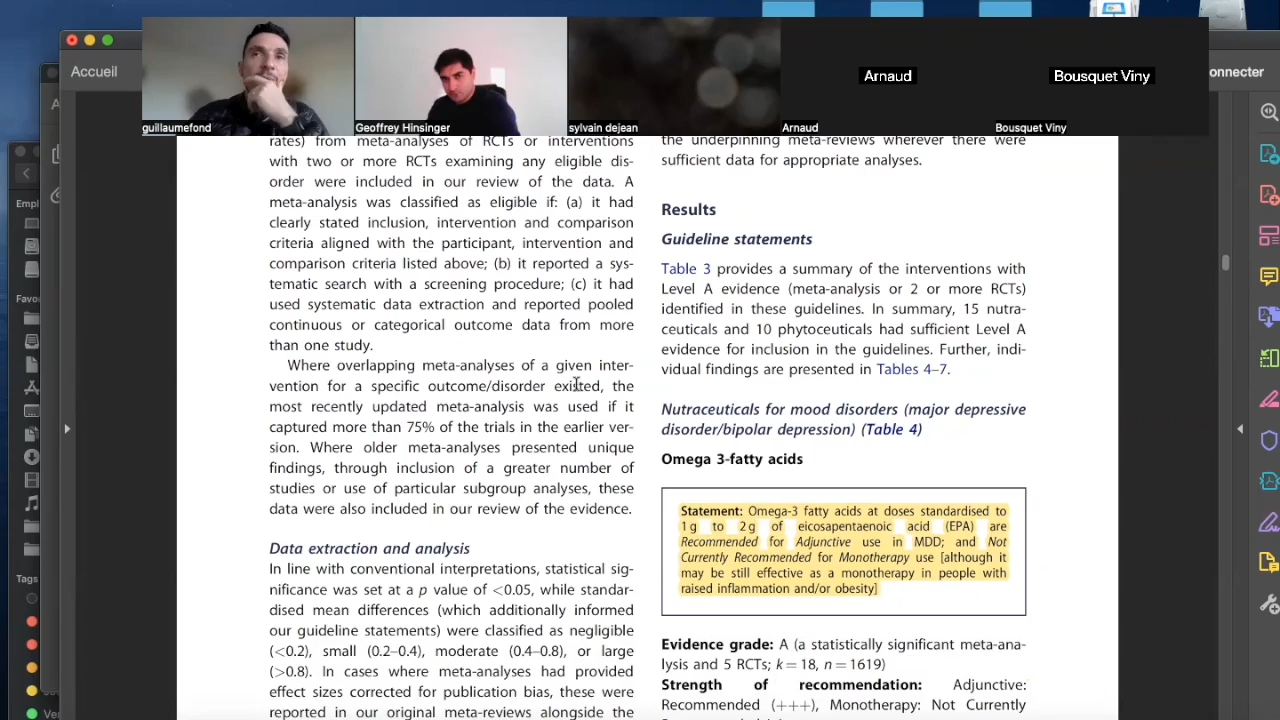 Accueil
guillaumefond
Geoffrey Hinsinger
sylvain dejean
Arnaud
Arnaud
Bousquet Viny
Bousquet Viny
onnecter
A
Empl
Favor
Tags
rates) from meta-analyses of RCTs or interventions
with two or more RCTs examining any eligible dis-
order were included in our review of the data. A
meta-analysis was classified as eligible if: (a) it had
clearly stated inclusion, intervention and comparison
criteria aligned with the participant, intervention and
comparison criteria listed above; (b) it reported a sys-
tematic search with a screening procedure; (c) it had
used systematic data extraction and reported pooled
continuous or categorical outcome data from more
than one study.
Where overlapping meta-analyses of a given inter-
vention for a specific outcome/disorder existed, the
most recently updated meta-analysis was used if it
captured more than 75% of the trials in the earlier ver-
sion. Where older meta-analyses presented unique
findings, through inclusion of a greater number of
studies or use of particular subgroup analyses, these
data were also included in our review of the evidence.
Data extraction and analysis
In line with conventional interpretations, statistical sig-
nificance was set at a p value of <0.05, while standar-
dised mean differences (which additionally informed
our guideline statements) were classified as negligible
(<0.2), small (0.2–0.4), moderate (0.4–0.8), or large
(>0.8). In cases where meta-analyses had provided
effect sizes corrected for publication bias, these were
reported in our original meta-reviews alongside the
the underpinning meta-reviews wherever there were
sufficient data for appropriate analyses.
Results
Guideline statements
Table 3 provides a summary of the interventions with
Level A evidence (meta-analysis or 2 or more RCTs)
identified in these guidelines. In summary, 15 nutra-
ceuticals and 10 phytoceuticals had sufficient Level A
evidence for inclusion in the guidelines. Further, indi-
vidual findings are presented in Tables 4–7.
Nutraceuticals for mood disorders (major depressive
disorder/bipolar depression) (Table 4)
Omega 3-fatty acids
Statement: Omega-3 fatty acids at doses standardised to
1 g to 2 g of eicosapentaenoic acid (EPA) are
Recommended for Adjunctive use in MDD; and Not
Currently Recommended for Monotherapy use [although it
may be still effective as a monotherapy in people with
raised inflammation and/or obesity]
Evidence grade: A (a statistically significant meta-ana-
lysis and 5 RCTs; k = 18, n = 1619)
Strength of recommendation: Adjunctive:
Recommended (+++), Monotherapy: Not Currently